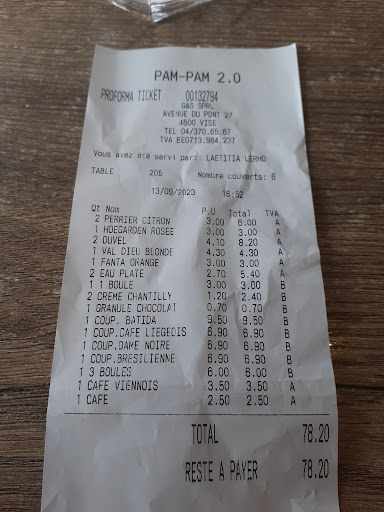 PAM-PAM 2.0
PROFORMA TICKET 00132794
G&S SPRL
AVENUE DU PONT 27
4600 VISE
TEL 04/370.65.67
TVA BE0713.984.237
Vous avez été servi par: LAETITIA LERHO
TABLE 205 Nombre couverts: 6
13/09/2023 16:52
Qt Nom P.U Total TVA
2 PERRIER CITRON 3.00 6.00 A
1 HOEGARDEN ROSEE 3.00 3.00 A
2 DUVEL 4.10 8.20 A
1 VAL DIEU BLONDE 4.30 4.30 A
1 FANTA ORANGE 3.00 3.00 A
2 EAU PLATE 2.70 5.40 A
1 1 BOULE 3.00 3.00 B
2 CREME CHANTILLY 1.20 2.40 B
1 GRANULE CHOCOLAT 0.70 0.70 B
1 COUP. BATIDA 9.50 9.50 B
1 COUP.CAFE LIEGEOIS 6.90 6.90 B
1 COUP.DAME NOIRE 6.90 6.90 B
1 COUP.BRESILIENNE 6.90 6.90 B
1 3 BOULES 6.00 6.00 B
1 CAFE VIENNOIS 3.50 3.50 A
1 CAFE 2.50 2.50 A
TOTAL 78.20
RESTE A PAYER 78.20